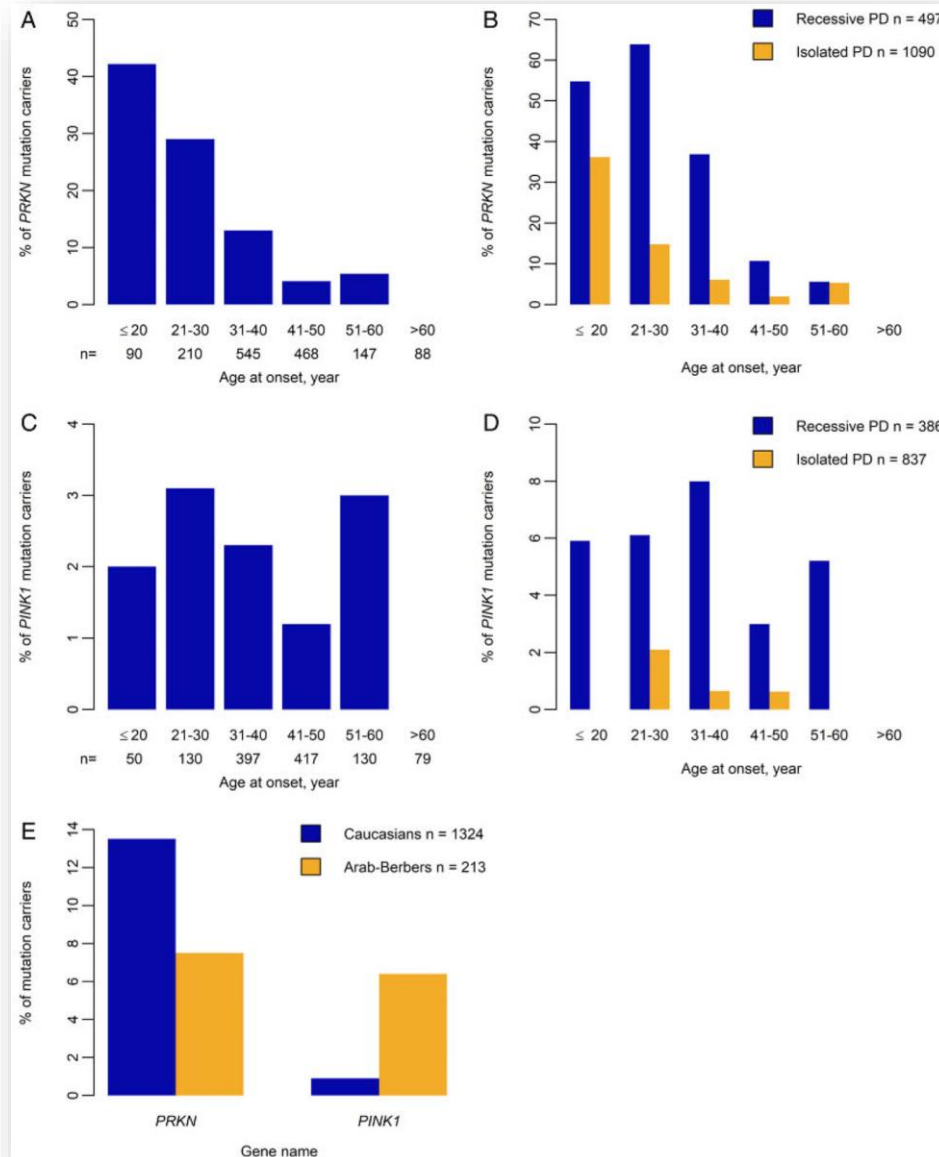 A
50
40
30
20
10
0
% of PRKN mutation carriers
≤ 20 21-30 31-40 41-50 51-60 >60
n= 90 210 545 468 147 88
Age at onset, year
B
70
60
50
40
30
20
10
0
% of PRKN mutation carriers
Recessive PD n = 497
Isolated PD n = 1090
≤ 20 21-30 31-40 41-50 51-60 >60
Age at onset, year
C
4
3
2
1
0
% of PINK1 mutation carriers
≤ 20 21-30 31-40 41-50 51-60 >60
n= 50 130 397 417 130 79
Age at onset, year
D
10
8
6
4
2
0
% of PINK1 mutation carriers
Recessive PD n = 386
Isolated PD n = 837
≤ 20 21-30 31-40 41-50 51-60 >60
Age at onset, year
E
14
12
10
8
6
4
2
0
% of mutation carriers
Caucasians n = 1324
Arab-Berbers n = 213
PRKN PINK1
Gene name